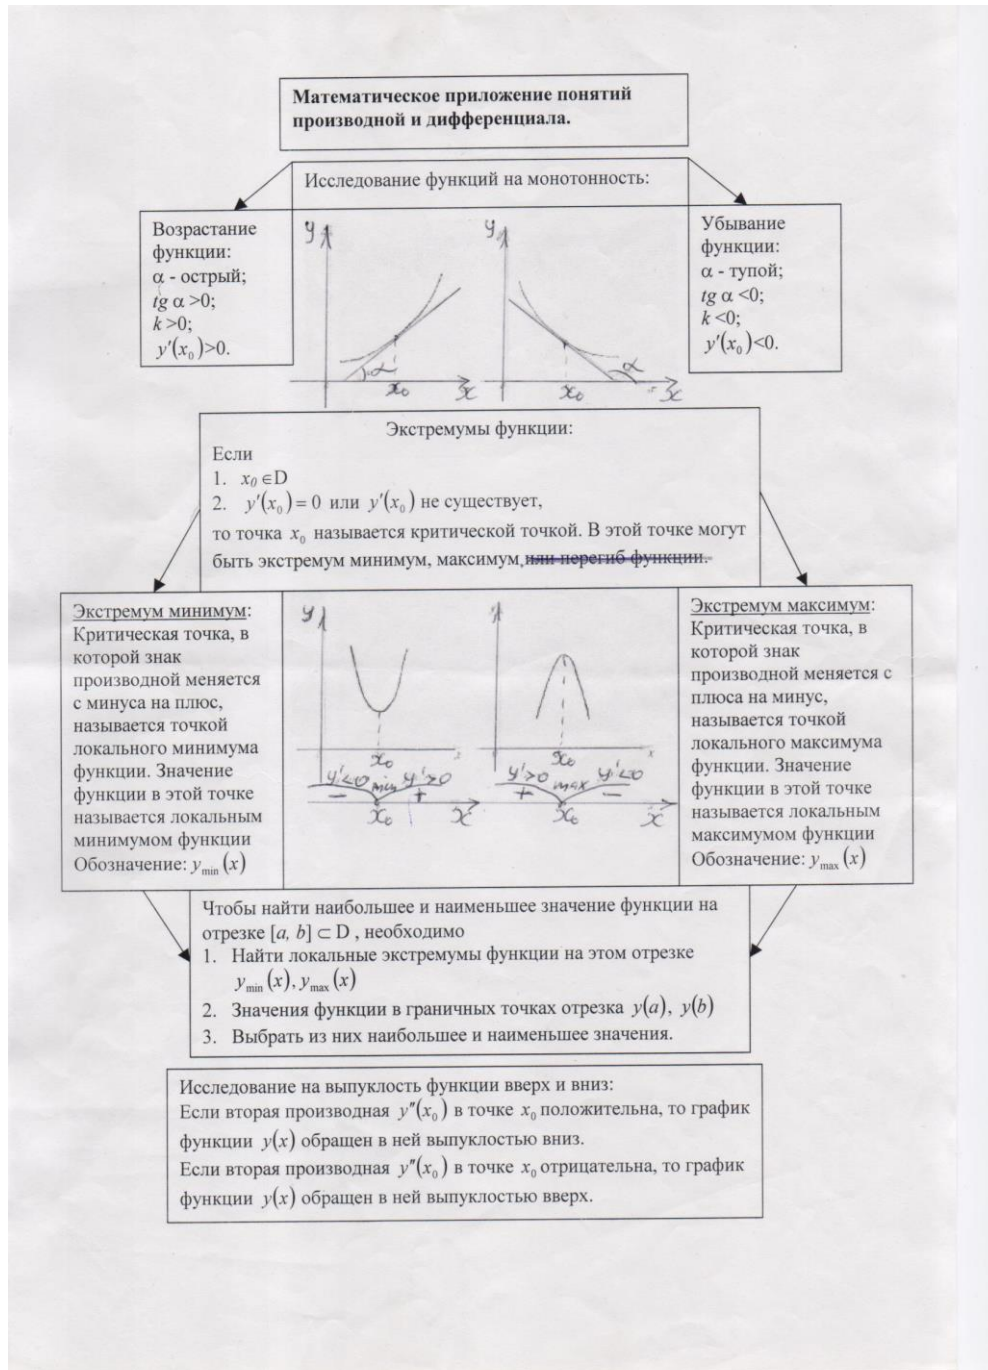 Математическое приложение понятий
производной и дифференциала.
Исследование функций на монотонность:
Возрастание
функции:
α - острый;
tg α >0;
k >0;
y′(x₀)>0.
y
α
x₀
x
y
α
x₀
x
Убывание
функции:
α - тупой;
tg α <0;
k <0;
y′(x₀)<0.
Экстремумы функции:
Если
1. x₀ ∈D
2. y′(x₀) = 0 или y′(x₀) не существует,
то точка x₀ называется критической точкой. В этой точке могут
быть экстремум минимум, максимум, или перегиб функции.
Экстремум минимум:
Критическая точка, в
которой знак
производной меняется
с минуса на плюс,
называется точкой
локального минимума
функции. Значение
функции в этой точке
называется локальным
минимумом функции
Обозначение: y min (x)
y
x₀
x
y′<0 min y′>0
− +
x₀ x
x₀
x
y′>0 max y′<0
+ −
x₀ x
Экстремум максимум:
Критическая точка, в
которой знак
производной меняется с
плюса на минус,
называется точкой
локального максимума
функции. Значение
функции в этой точке
называется локальным
максимумом функции
Обозначение: y max (x)
Чтобы найти наибольшее и наименьшее значение функции на
отрезке [a, b] ⊂ D , необходимо
1. Найти локальные экстремумы функции на этом отрезке
y min (x), y max (x)
2. Значения функции в граничных точках отрезка y(a), y(b)
3. Выбрать из них наибольшее и наименьшее значения.
Исследование на выпуклость функции вверх и вниз:
Если вторая производная y″(x₀) в точке x₀ положительна, то график
функции y(x) обращен в ней выпуклостью вниз.
Если вторая производная y″(x₀) в точке x₀ отрицательна, то график
функции y(x) обращен в ней выпуклостью вверх.